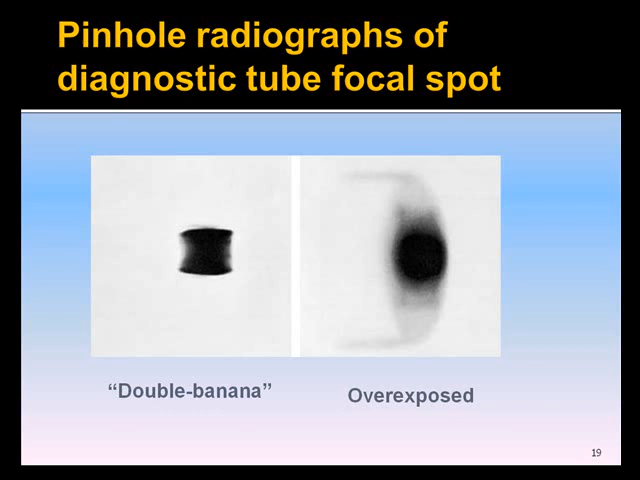 Pinhole radiographs of
diagnostic tube focal spot
“Double-banana”
Overexposed
19